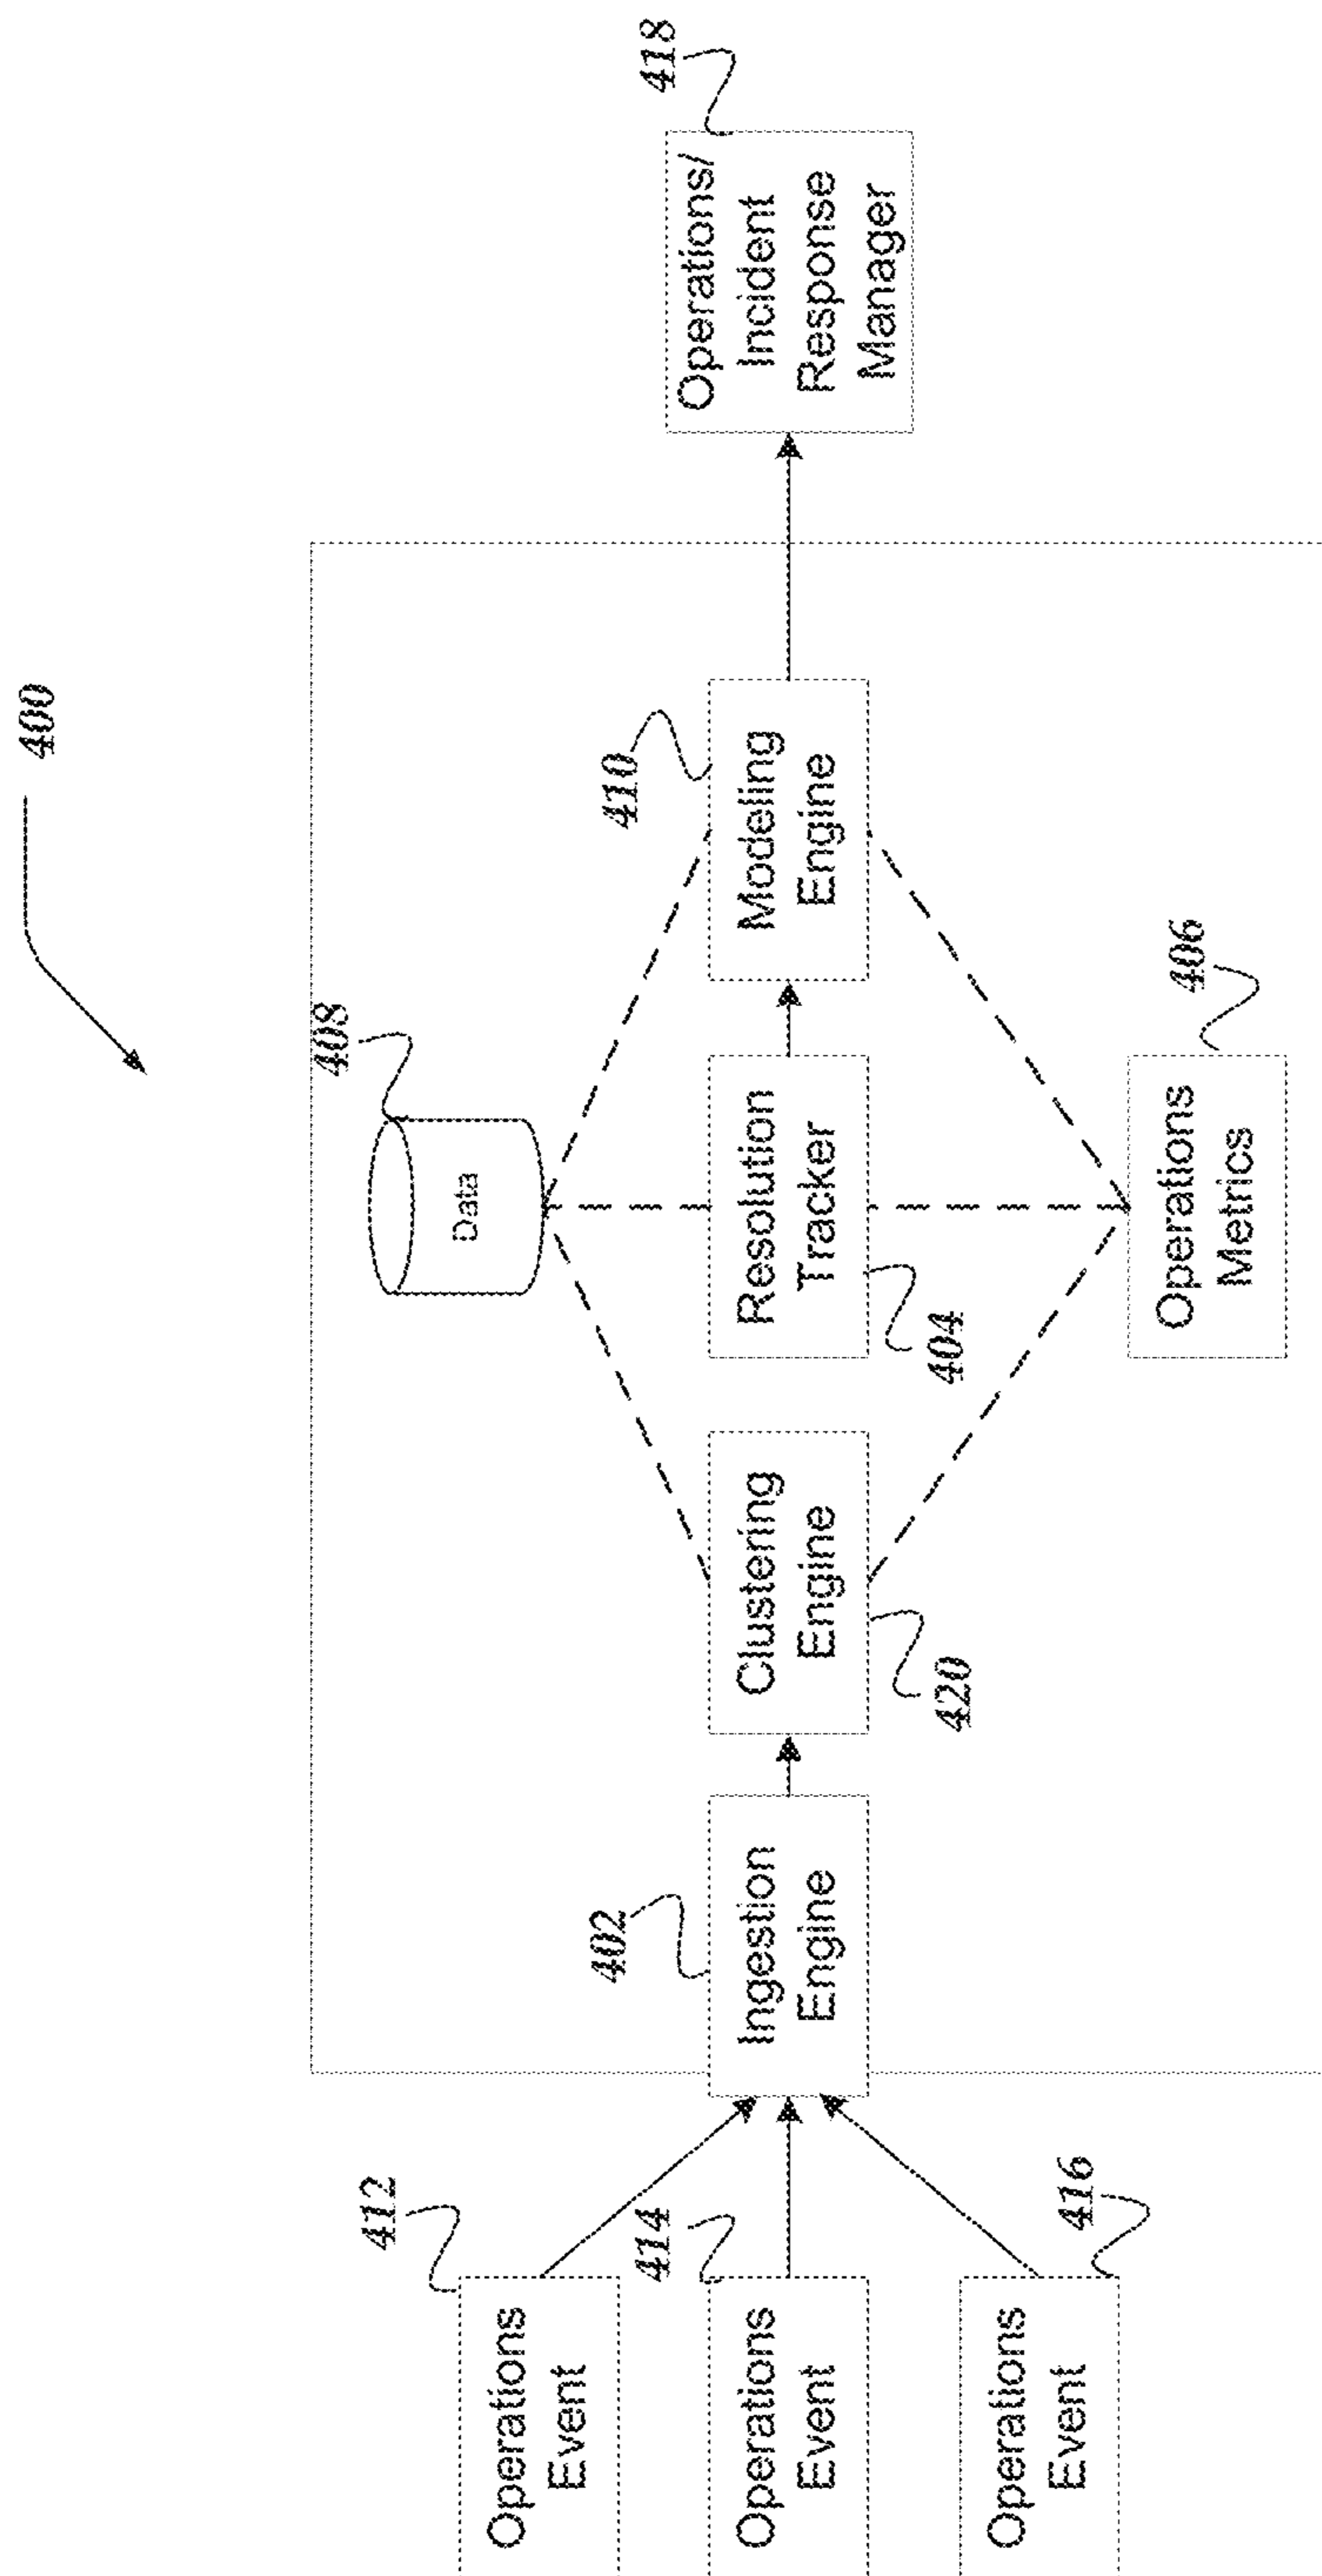 400
412
Operations
Event
414
Operations
Event
416
Operations
Event
402
Ingestion
Engine
Clustering
Engine
420
408
Data
Resolution
Tracker
404
Operations
Metrics
406
410
Modeling
Engine
418
Operations/
Incident
Response
Manager